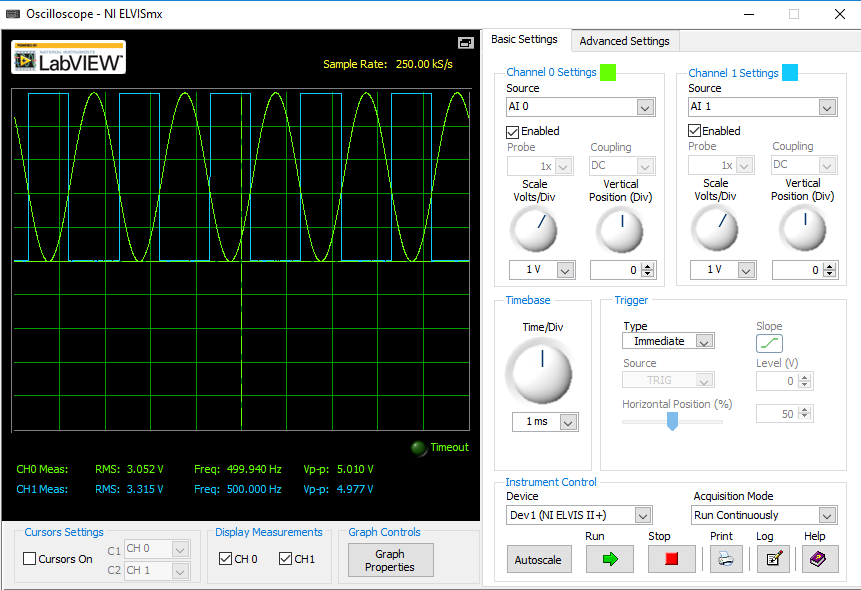 Oscilloscope - NI ELVISmx
POWERED BY
NATIONAL INSTRUMENTS
LabVIEW™
Sample Rate: 250.00 kS/s
Timeout
CH0 Meas: RMS: 3.052 V Freq: 499.940 Hz Vp-p: 5.010 V
CH1 Meas: RMS: 3.315 V Freq: 500.000 Hz Vp-p: 4.977 V
Cursors Settings
Cursors On
C1 CH 0
C2 CH 1
Display Measurements
CH 0 CH1
Graph Controls
Graph
Properties
Basic Settings Advanced Settings
Channel 0 Settings
Source
AI 0
Enabled
Probe Coupling
1x DC
Scale Vertical
Volts/Div Position (Div)
1 V 0
Channel 1 Settings
Source
AI 1
Enabled
Probe Coupling
1x DC
Scale Vertical
Volts/Div Position (Div)
1 V 0
Timebase
Time/Div
1 ms
Trigger
Type Slope
Immediate
Source Level (V)
TRIG 0
Horizontal Position (%)
50
Instrument Control
Device Acquisition Mode
Dev1 (NI ELVIS II+) Run Continuously
Run Stop Print Log Help
Autoscale